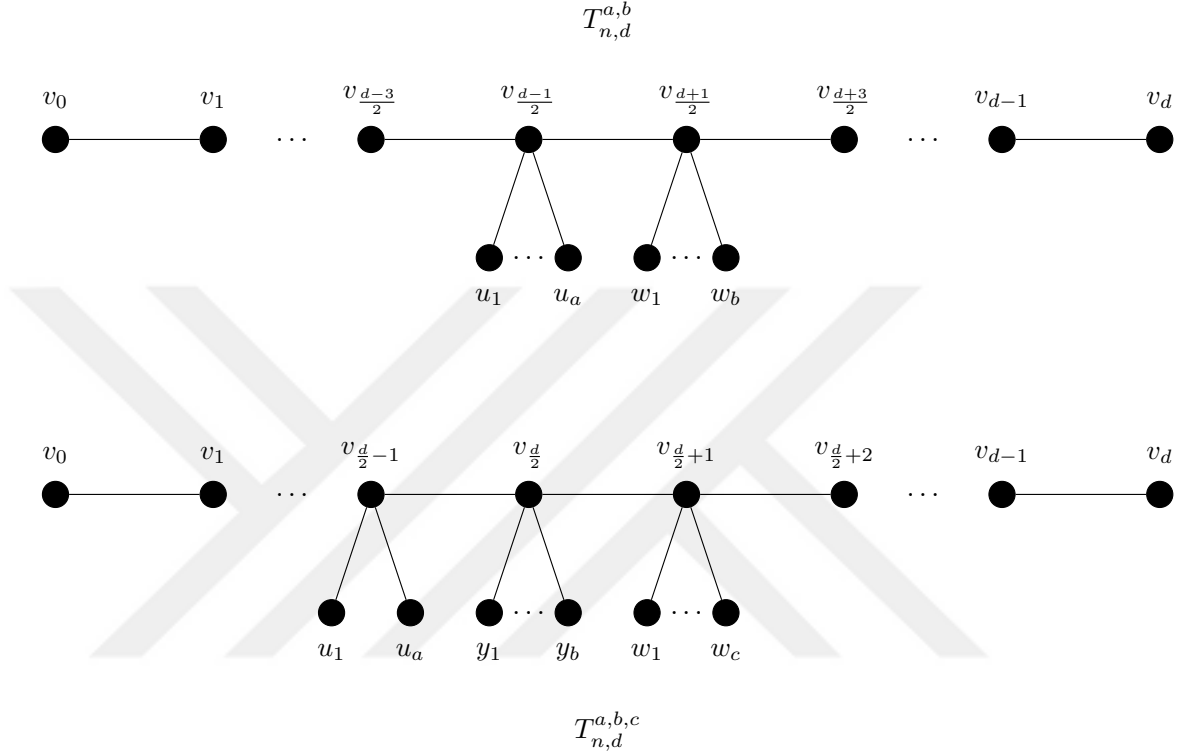 T_{n,d}^{a,b}
v_0 v_1 ⋯ v_{\frac{d-3}{2}} v_{\frac{d-1}{2}} v_{\frac{d+1}{2}} v_{\frac{d+3}{2}} ⋯ v_{d-1} v_d
⋯ ⋯
u_1 u_a w_1 w_b
v_0 v_1 ⋯ v_{\frac{d}{2}-1} v_{\frac{d}{2}} v_{\frac{d}{2}+1} v_{\frac{d}{2}+2} ⋯ v_{d-1} v_d
⋯ ⋯
u_1 u_a y_1 y_b w_1 w_c
T_{n,d}^{a,b,c}